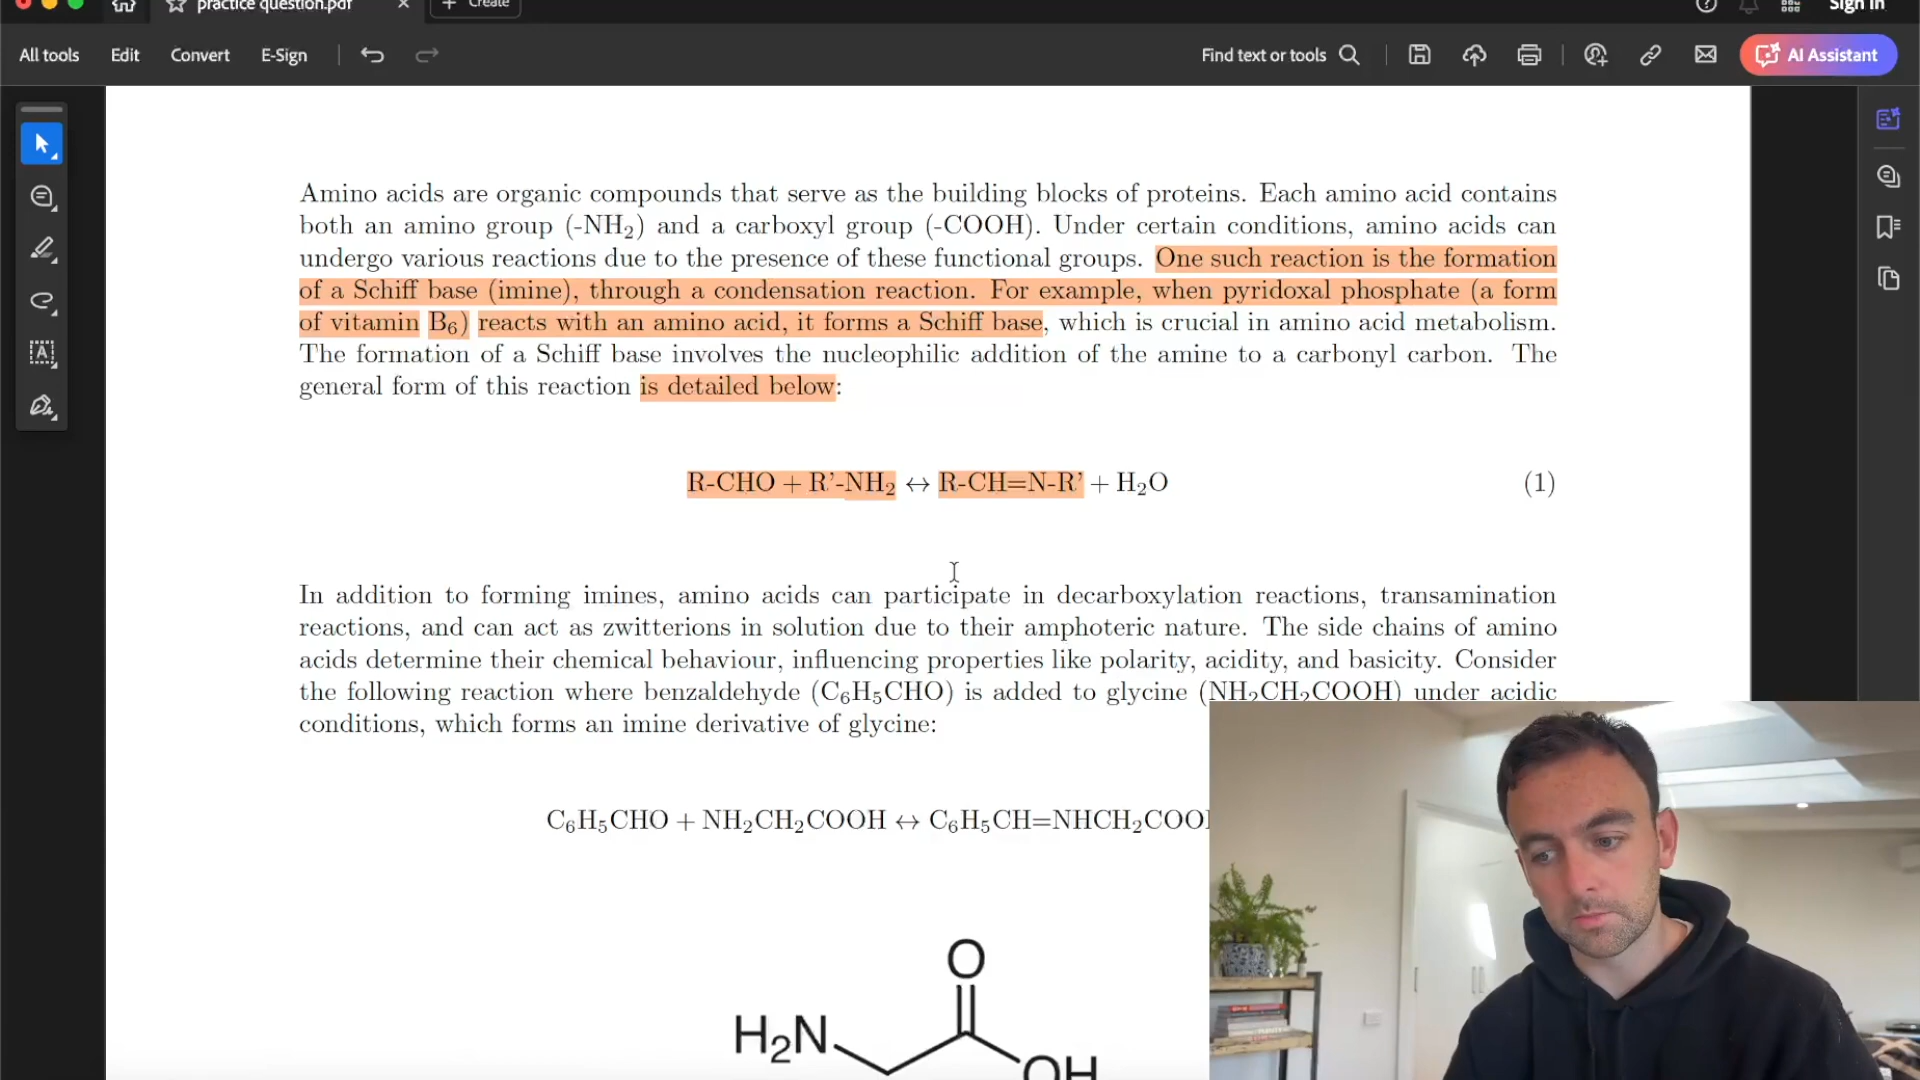 practice question.pdf
Create
Sign in
All tools
Edit
Convert
E-Sign
Find text or tools
AI Assistant
Amino acids are organic compounds that serve as the building blocks of proteins. Each amino acid contains
both an amino group (-NH₂) and a carboxyl group (-COOH). Under certain conditions, amino acids can
undergo various reactions due to the presence of these functional groups. One such reaction is the formation
of a Schiff base (imine), through a condensation reaction. For example, when pyridoxal phosphate (a form
of vitamin B₆) reacts with an amino acid, it forms a Schiff base, which is crucial in amino acid metabolism.
The formation of a Schiff base involves the nucleophilic addition of the amine to a carbonyl carbon. The
general form of this reaction is detailed below:
R-CHO + R'-NH₂ ↔ R-CH=N-R' + H₂O (1)
In addition to forming imines, amino acids can participate in decarboxylation reactions, transamination
reactions, and can act as zwitterions in solution due to their amphoteric nature. The side chains of amino
acids determine their chemical behaviour, influencing properties like polarity, acidity, and basicity. Consider
the following reaction where benzaldehyde (C₆H₅CHO) is added to glycine (NH₂CH₂COOH) under acidic
conditions, which forms an imine derivative of glycine:
C₆H₅CHO + NH₂CH₂COOH ↔ C₆H₅CH=NHCH₂COO
O
H₂N
OH